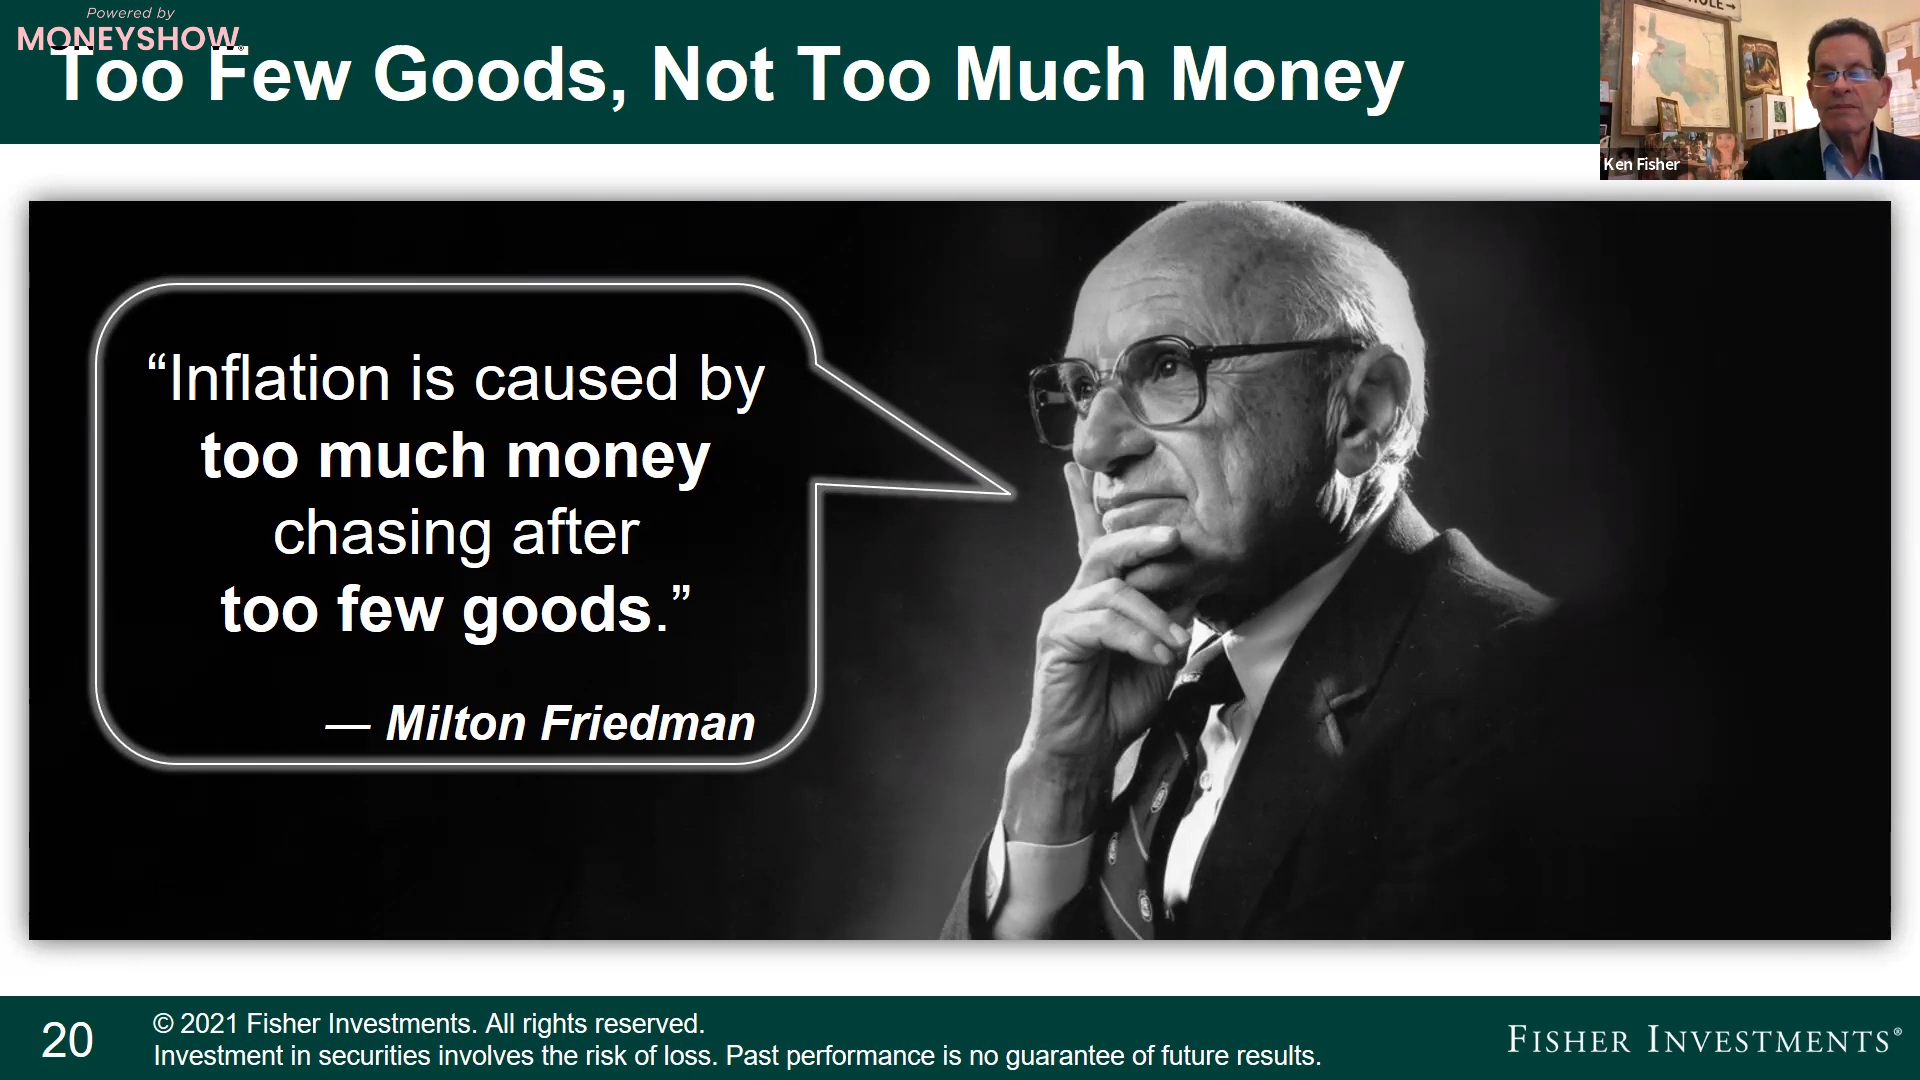 Powered by
MONEYSHOW
Too Few Goods, Not Too Much Money
OLE→
Ken Fisher
“Inflation is caused by
too much money
chasing after
too few goods.”
— Milton Friedman
20
© 2021 Fisher Investments. All rights reserved.
Investment in securities involves the risk of loss. Past performance is no guarantee of future results.
FISHER INVESTMENTS®